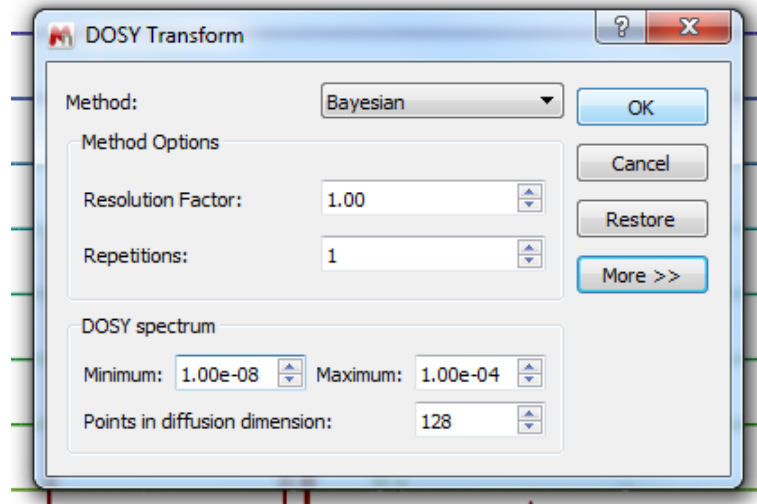 DOSY Transform
Method: Bayesian
OK
Method Options
Cancel
Resolution Factor: 1.00
Restore
Repetitions: 1
More >>
DOSY spectrum
Minimum: 1.00e-08 Maximum: 1.00e-04
Points in diffusion dimension: 128